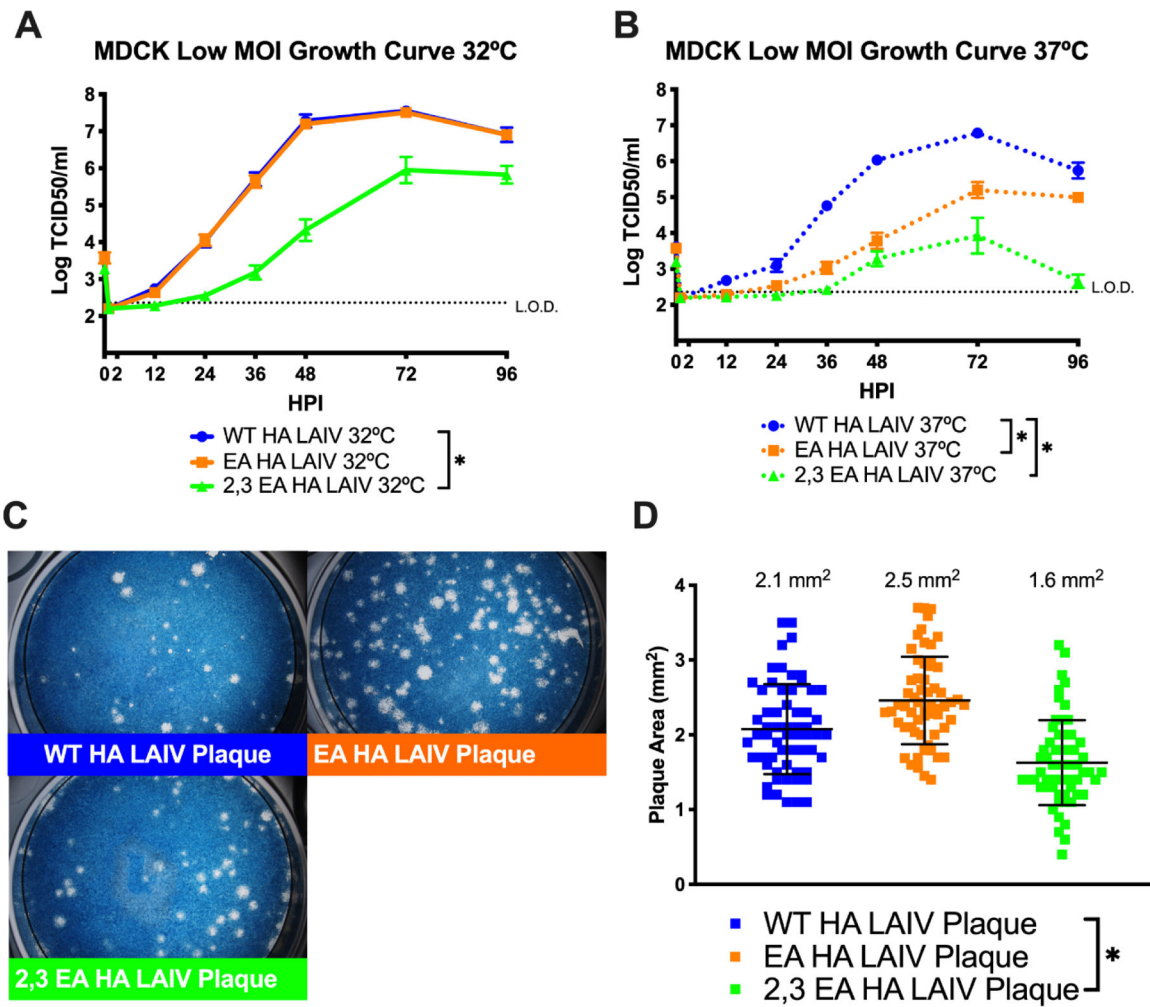 A
MDCK Low MOI Growth Curve 32ºC
Log TCID50/ml
8
7
6
5
4
3
2
L.O.D.
0 2 12 24 36 48 72 96
HPI
WT HA LAIV 32ºC
EA HA LAIV 32ºC
2,3 EA HA LAIV 32ºC
*
B
MDCK Low MOI Growth Curve 37ºC
Log TCID50/ml
8
7
6
5
4
3
2
L.O.D.
0 2 12 24 36 48 72 96
HPI
WT HA LAIV 37ºC
EA HA LAIV 37ºC
2,3 EA HA LAIV 37ºC
* *
C
WT HA LAIV Plaque
EA HA LAIV Plaque
2,3 EA HA LAIV Plaque
D
2.1 mm² 2.5 mm² 1.6 mm²
Plaque Area (mm²)
4
3
2
1
0
WT HA LAIV Plaque
EA HA LAIV Plaque
2,3 EA HA LAIV Plaque
*